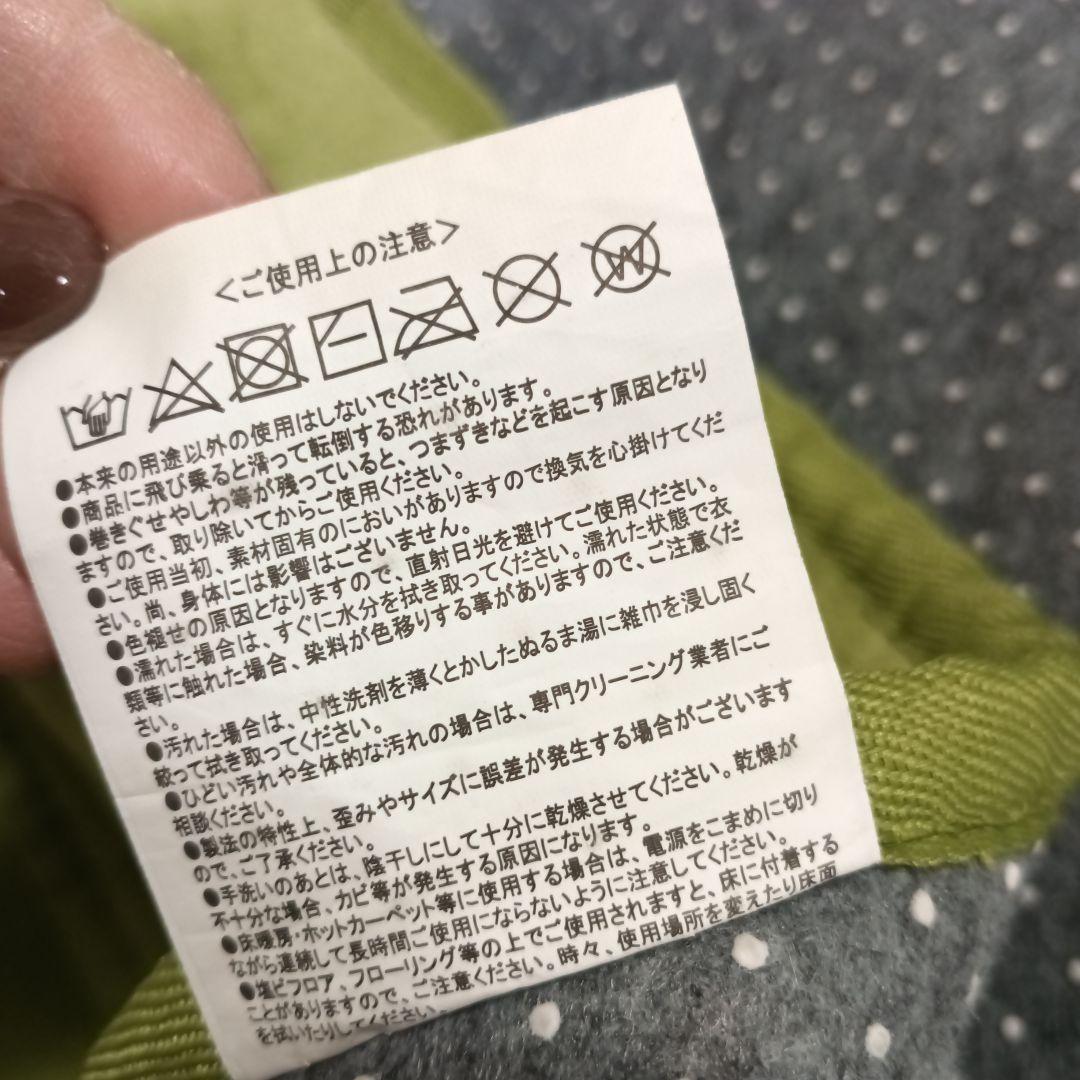 <ご使用上の注意>
W
●本来の用途以外の使用はしないでください。
●商品に飛び乗ると滑って転倒する恐れがあります。
●巻きぐせやしわ等が残っていると、つまずきなどを起こす原因となり
ますので、取り除いてからご使用ください。
●ご使用当初、素材固有のにおいがありますので換気を心掛けてくだ
さい。尚、身体には影響はございません。
●色褪せの原因となりますので、直射日光を避けてご使用ください。
●濡れた場合は、すぐに水分を拭き取ってください。濡れた状態で衣
類等に触れた場合、染料が色移りする事がありますので、ご注意くだ
さい。
●汚れた場合は、中性洗剤を薄くとかしたぬるま湯に雑巾を浸し固く
絞って拭き取ってください。
●ひどい汚れや全体的な汚れの場合は、専門クリーニング業者にご
相談ください。
●製法の特性上、歪みやサイズに誤差が発生する場合がございます
ので、ご了承ください。
●手洗いのあとは、陰干しにして十分に乾燥させてください。乾燥が
不十分な場合、カビ等が発生する原因になります。
●床暖房・ホットカーペット等に使用する場合は、電源をこまめに切り
ながら連続して長時間ご使用にならないように注意してください。
●塩ビフロア、フローリング等の上でご使用されますと、床に付着する
ことがありますので、ご注意ください。時々、使用場所を変えたり床面
を拭いたりしてください。